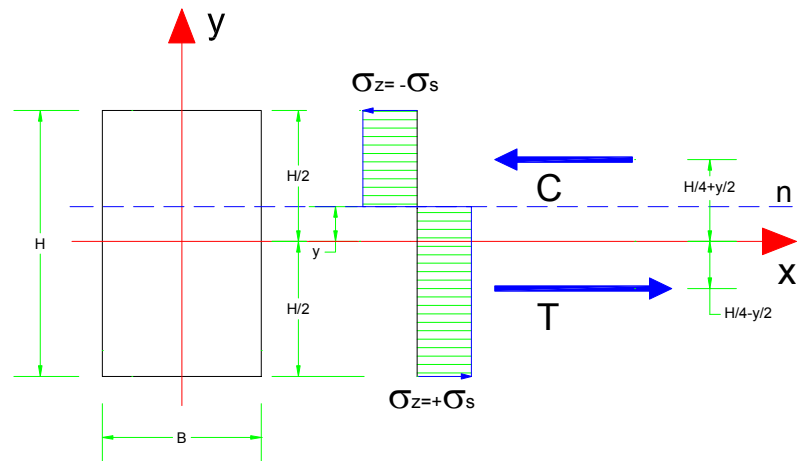 y
σz= -σs
H/2
C
H/4+y/2
n
H
y
x
H/2
T
H/4-y/2
σz=+σs
B